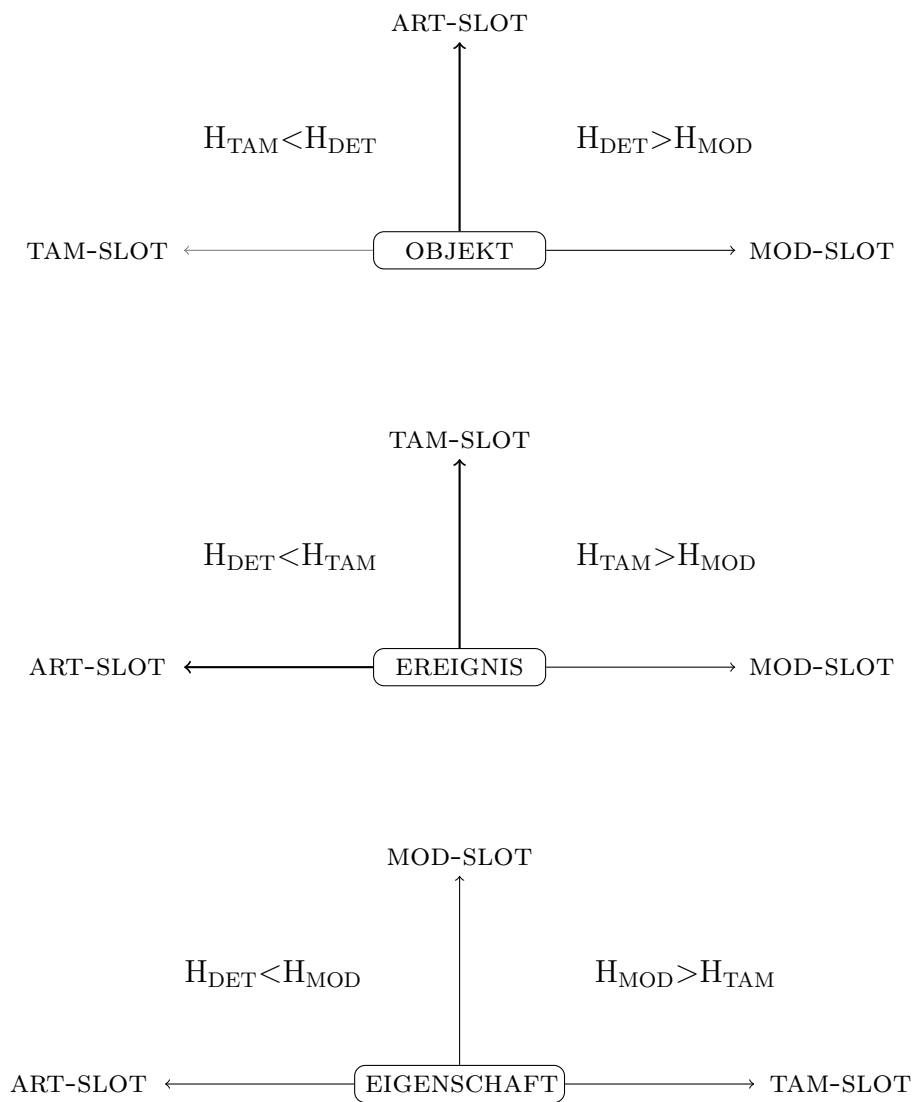 ART-SLOT
H_TAM<H_DET H_DET>H_MOD
TAM-SLOT OBJEKT MOD-SLOT
TAM-SLOT
H_DET<H_TAM H_TAM>H_MOD
ART-SLOT EREIGNIS MOD-SLOT
MOD-SLOT
H_DET<H_MOD H_MOD>H_TAM
ART-SLOT EIGENSCHAFT TAM-SLOT